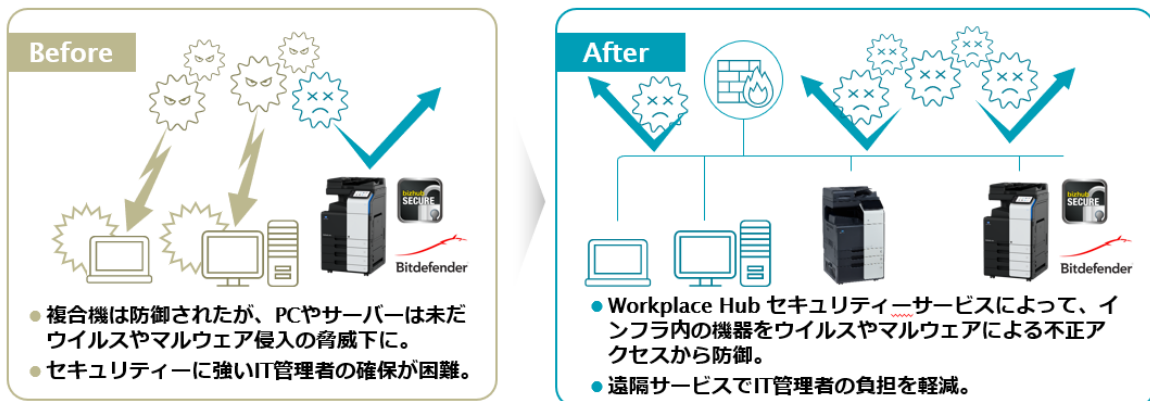 Before
bizhub
SECURE
Bitdefender
● 複合機は防御されたが、PCやサーバーは未だ
ウイルスやマルウェア侵入の脅威下に。
● セキュリティーに強いIT管理者の確保が困難。
After
bizhub
SECURE
Bitdefender
● Workplace Hub セキュリティーサービスによって、イ
ンフラ内の機器をウイルスやマルウェアによる不正ア
クセスから防御。
● 遠隔サービスでIT管理者の負担を軽減。